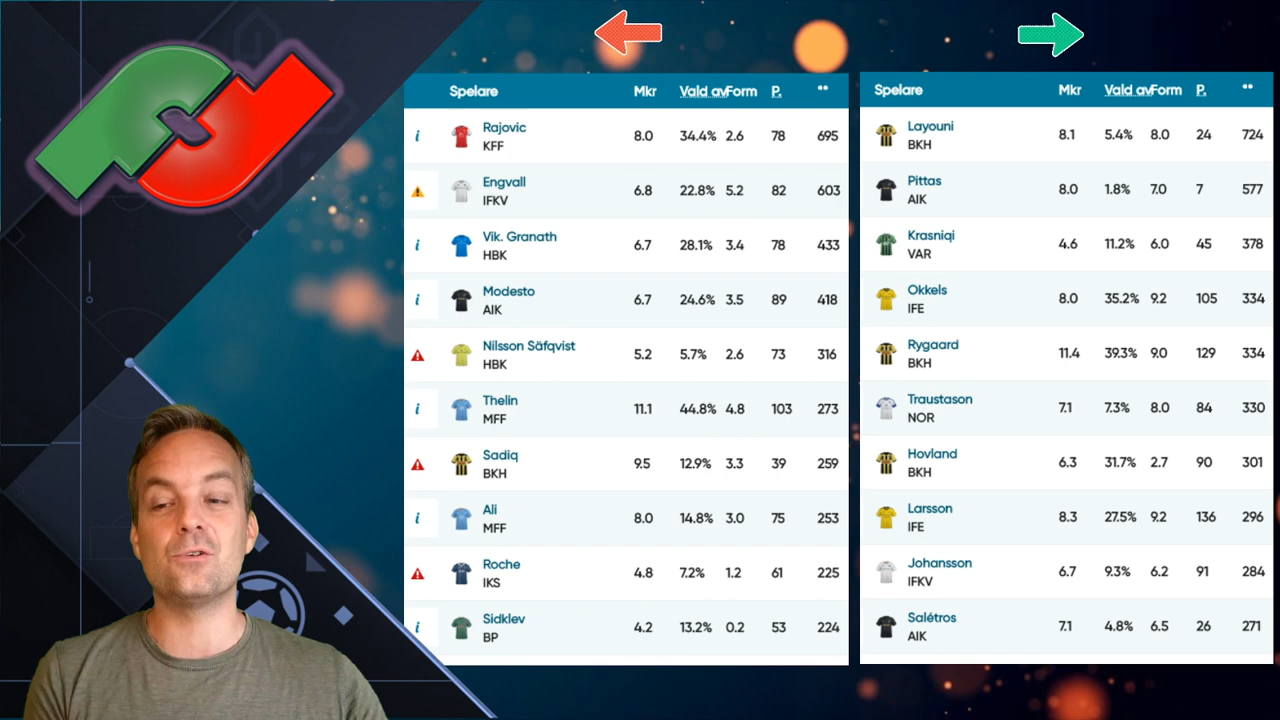 Spelare Mkr Vald av Form P. **
i Rajovic 8.0 34.4% 2.6 78 695
KFF
Engvall 6.8 22.8% 5.2 82 603
IFKV
i Vik. Granath 6.7 28.1% 3.4 78 433
HBK
i Modesto 6.7 24.6% 3.5 89 418
AIK
Nilsson Säfqvist 5.2 5.7% 2.6 73 316
HBK
i Thelin 11.1 44.8% 4.8 103 273
MFF
Sadiq 9.5 12.9% 3.3 39 259
BKH
i Ali 8.0 14.8% 3.0 75 253
MFF
Roche 4.8 7.2% 1.2 61 225
IKS
i Sidklev 4.2 13.2% 0.2 53 224
BP
Spelare Mkr Vald av Form P. **
Layouni 8.1 5.4% 8.0 24 724
BKH
Pittas 8.0 1.8% 7.0 7 577
AIK
Krasniqi 4.6 11.2% 6.0 45 378
VAR
Okkels 8.0 35.2% 9.2 105 334
IFE
Rygaard 11.4 39.3% 9.0 129 334
BKH
Traustason 7.1 7.3% 8.0 84 330
NOR
Hovland 6.3 31.7% 2.7 90 301
BKH
Larsson 8.3 27.5% 9.2 136 296
IFE
Johansson 6.7 9.3% 6.2 91 284
IFKV
Salétros 7.1 4.8% 6.5 26 271
AIK